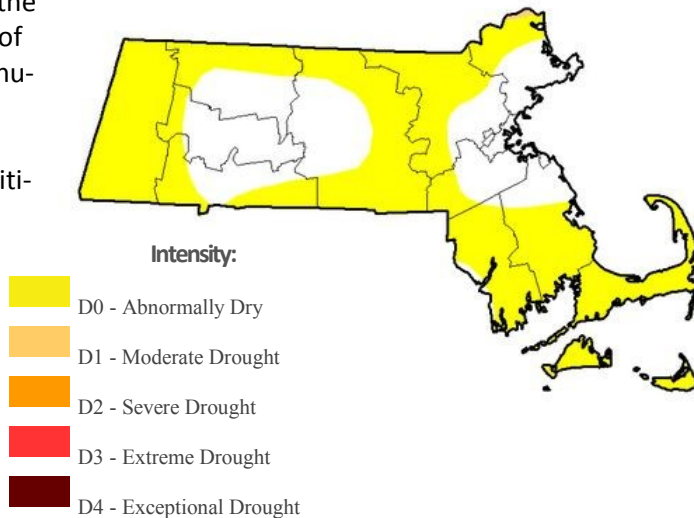 the
of
nu-
iti-
Intensity:
D0 - Abnormally Dry
D1 - Moderate Drought
D2 - Severe Drought
D3 - Extreme Drought
D4 - Exceptional Drought